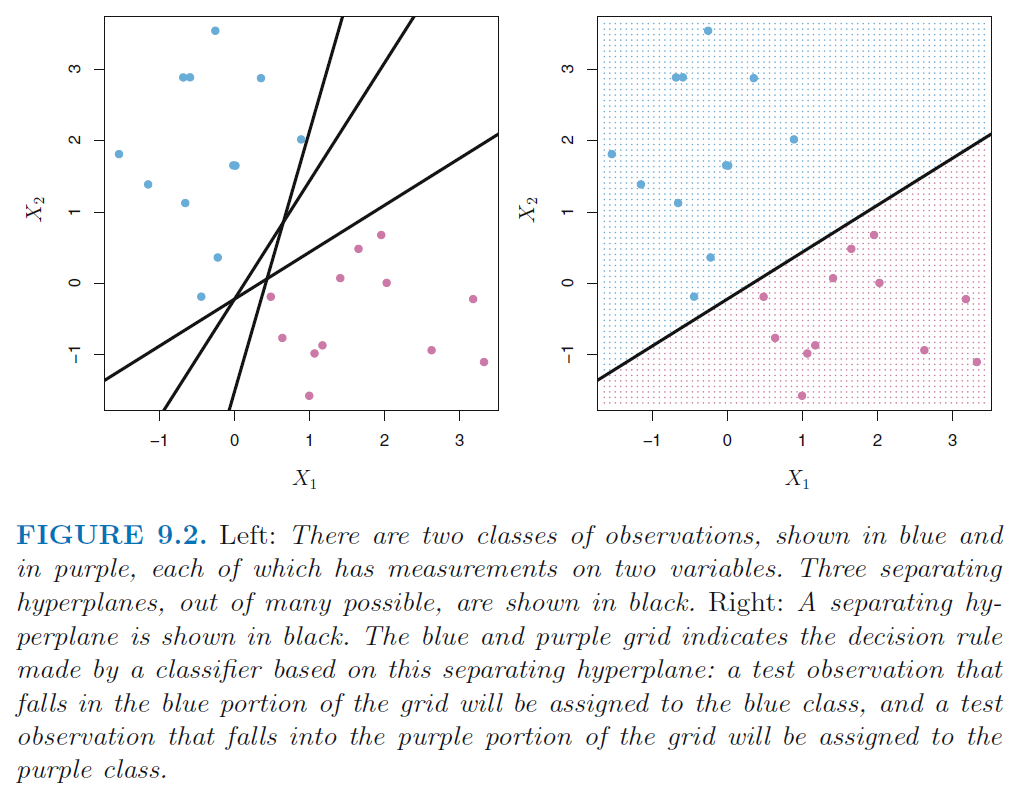 3
2
1
0
−1
X2
−1
0
1
2
3
X1
3
2
1
0
−1
X2
−1
0
1
2
3
X1
FIGURE 9.2. Left: There are two classes of observations, shown in blue and
in purple, each of which has measurements on two variables. Three separating
hyperplanes, out of many possible, are shown in black. Right: A separating hy-
perplane is shown in black. The blue and purple grid indicates the decision rule
made by a classifier based on this separating hyperplane: a test observation that
falls in the blue portion of the grid will be assigned to the blue class, and a test
observation that falls into the purple portion of the grid will be assigned to the
purple class.